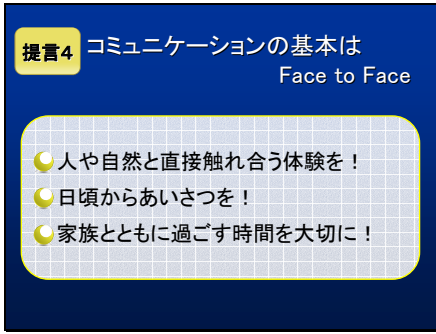 提言4
コミュニケーションの基本は
Face to Face
人や自然と直接触れ合う体験を！
日頃からあいさつを！
家族とともに過ごす時間を大切に！